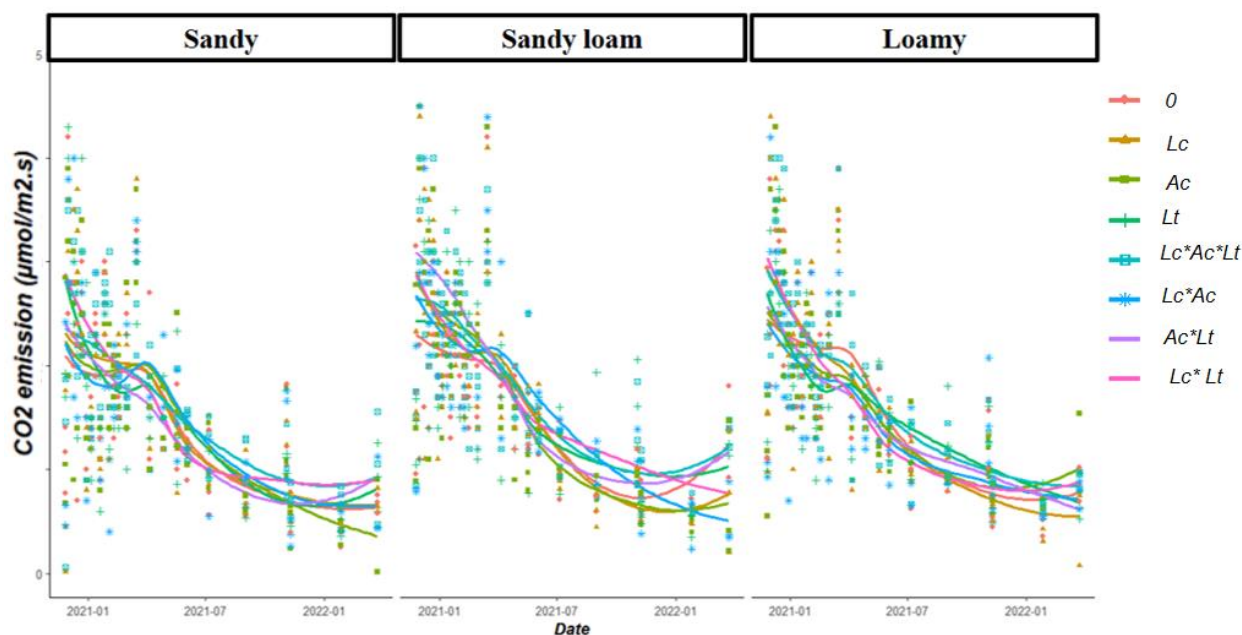 Sandy
Sandy loam
Loamy
5
0
CO2 emission (µmol/m2.s)
2021-01
2021-07
2022-01
2021-01
2021-07
2022-01
2021-01
2021-07
2022-01
Date
0
Lc
Ac
Lt
Lc*Ac*Lt
Lc*Ac
Ac*Lt
Lc* Lt